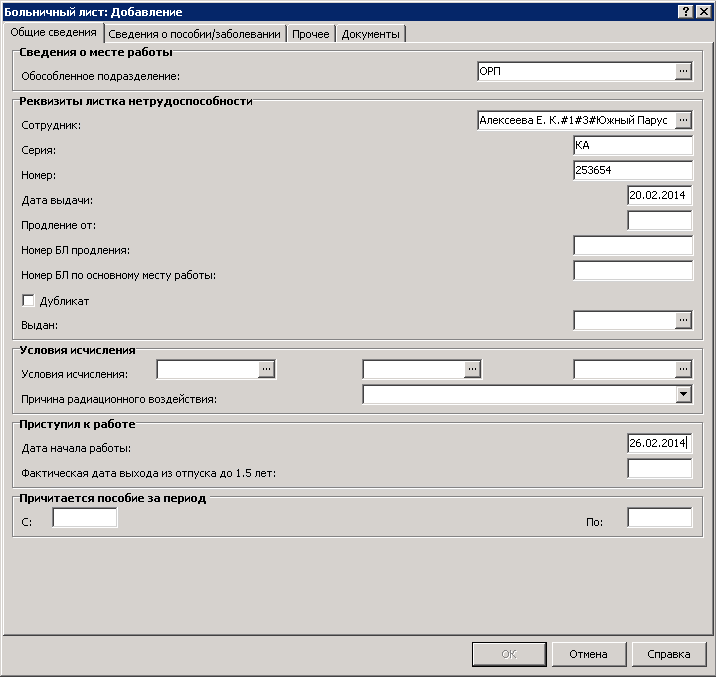 Больничный лист: Добавление
Общие сведения Сведения о пособии/заболевании Прочее Документы
Сведения о месте работы
Обособленное подразделение: ОРП ...
Реквизиты листка нетрудоспособности
Сотрудник: Алексеева Е. К.#1#3#Южный Парус ...
Серия: КА
Номер: 253654
Дата выдачи: 20.02.2014
Продление от:
Номер БЛ продления:
Номер БЛ по основному месту работы:
Дубликат
Выдан: ...
Условия исчисления
Условия исчисления: ... ... ...
Причина радиационного воздействия:
Приступил к работе
Дата начала работы: 26.02.2014
Фактическая дата выхода из отпуска до 1.5 лет:
Причитается пособие за период
С: По:
ОК Отмена Справка